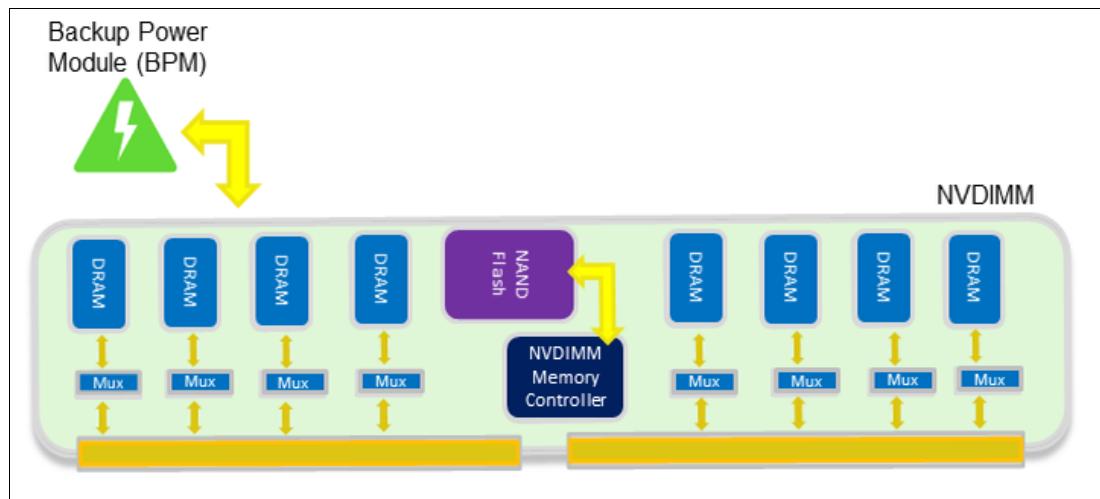 Backup Power
Module (BPM)
NVDIMM
DRAM
DRAM
DRAM
DRAM
NAND
Flash
DRAM
DRAM
DRAM
DRAM
NVDIMM
Memory
Controller
Mux
Mux
Mux
Mux
Mux
Mux
Mux
Mux